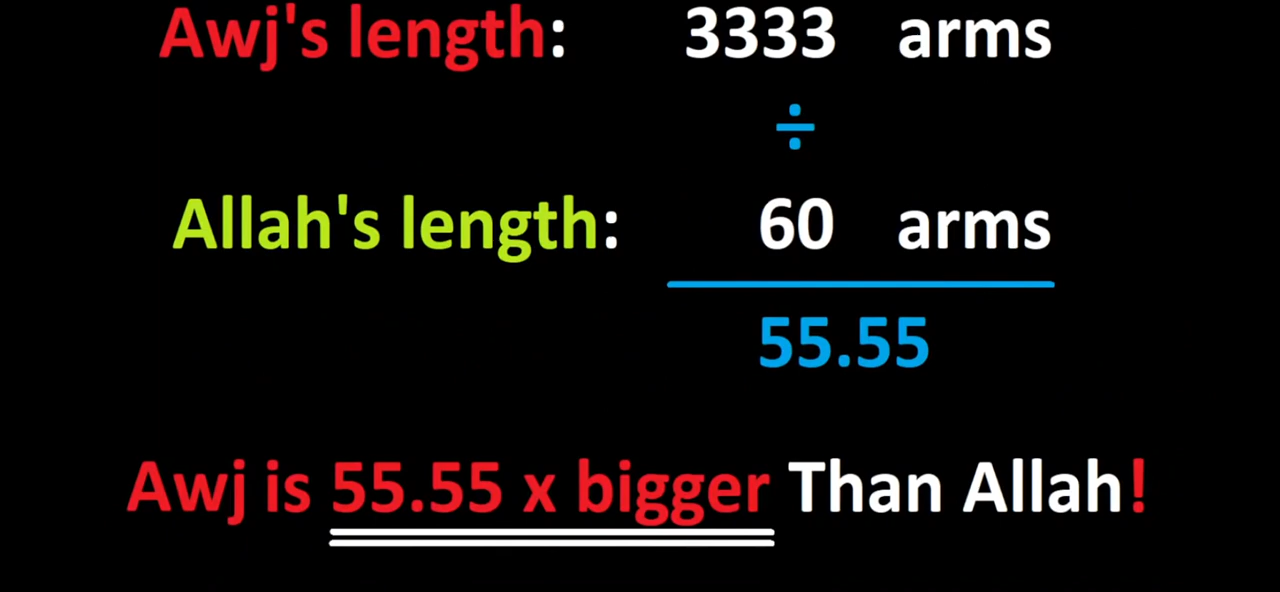 Awj's length: 3333 arms
÷
Allah's length: 60 arms
55.55
Awj is 55.55 x bigger Than Allah!